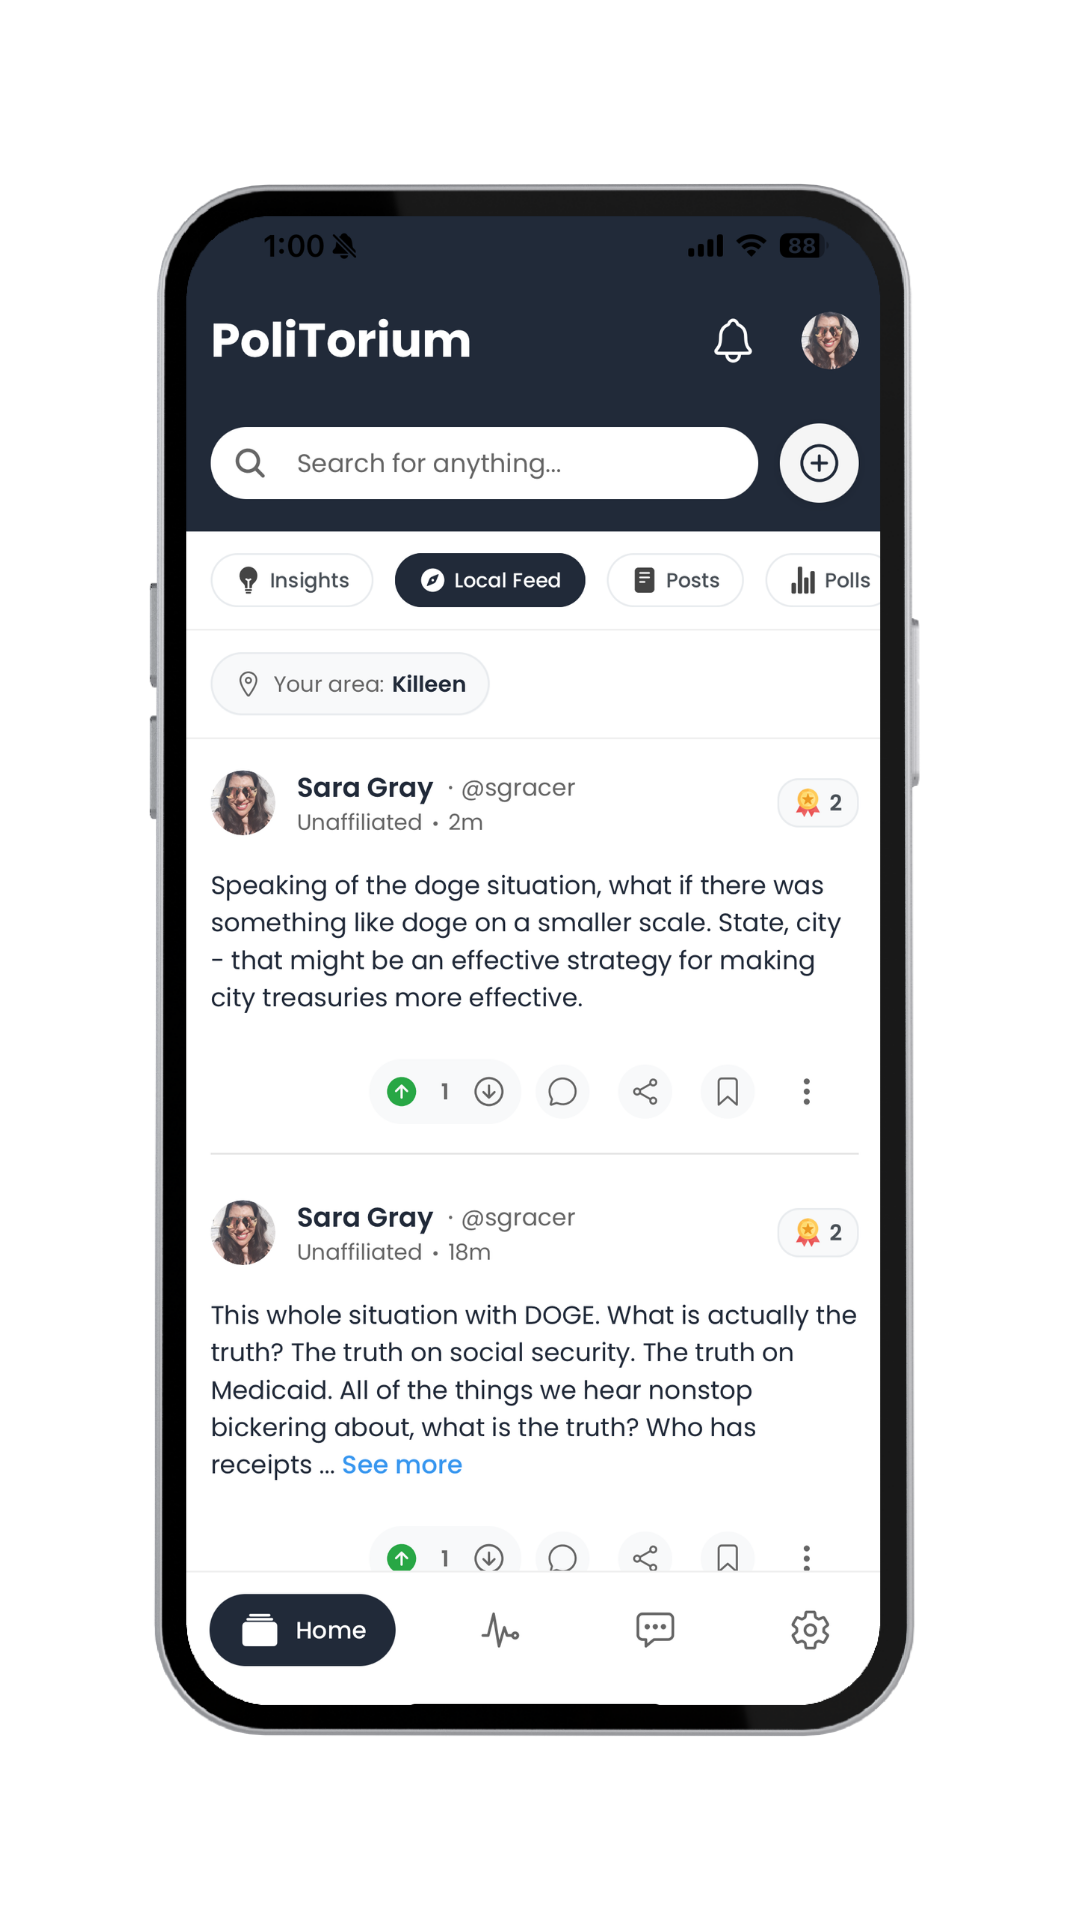 1:00
88
PoliTorium
Search for anything...
Insights
Local Feed
Posts
Polls
Your area: Killeen
Sara Gray · @sgracer
Unaffiliated • 2m
2
Speaking of the doge situation, what if there was
something like doge on a smaller scale. State, city
- that might be an effective strategy for making
city treasuries more effective.
1
Sara Gray · @sgracer
Unaffiliated • 18m
2
This whole situation with DOGE. What is actually the
truth? The truth on social security. The truth on
Medicaid. All of the things we hear nonstop
bickering about, what is the truth? Who has
receipts ... See more
1
Home